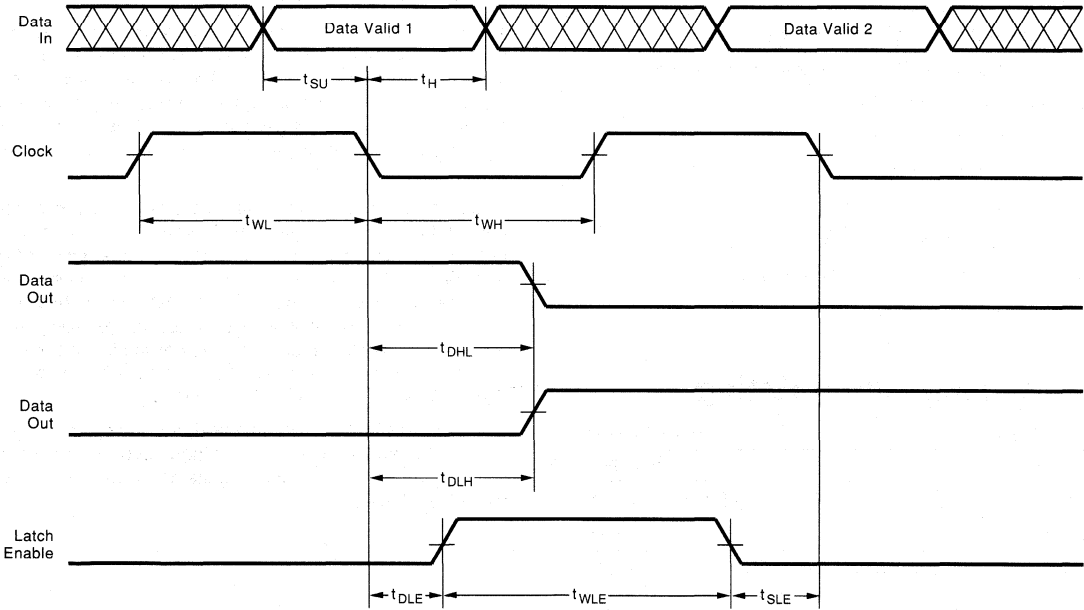 Data
In
Data Valid 1
Data Valid 2
tSU
tH
Clock
tWL
tWH
Data
Out
tDHL
Data
Out
tDLH
Latch
Enable
tDLE
tWLE
tSLE